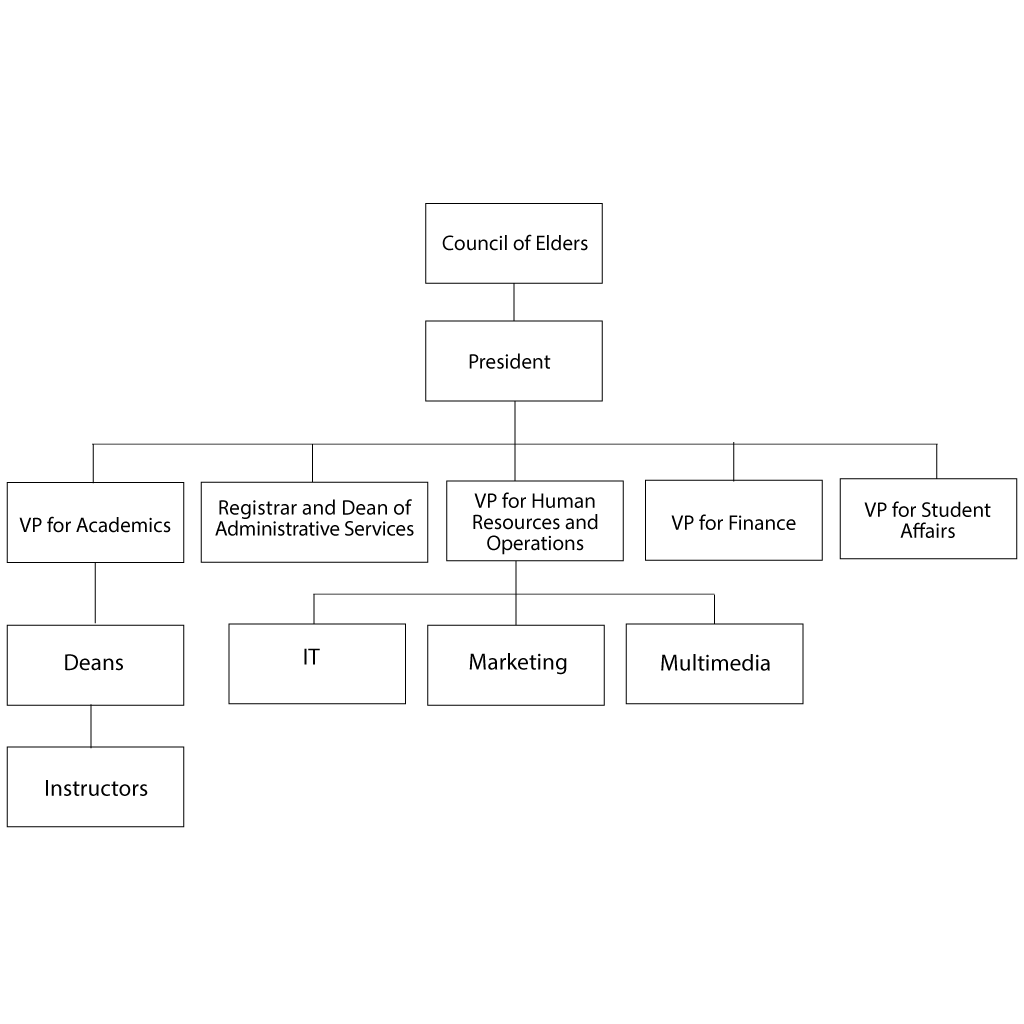 Council of Elders
President
VP for Academics
Registrar and Dean of
Administrative Services
VP for Human
Resources and
Operations
VP for Finance
VP for Student
Affairs
Deans
IT
Marketing
Multimedia
Instructors